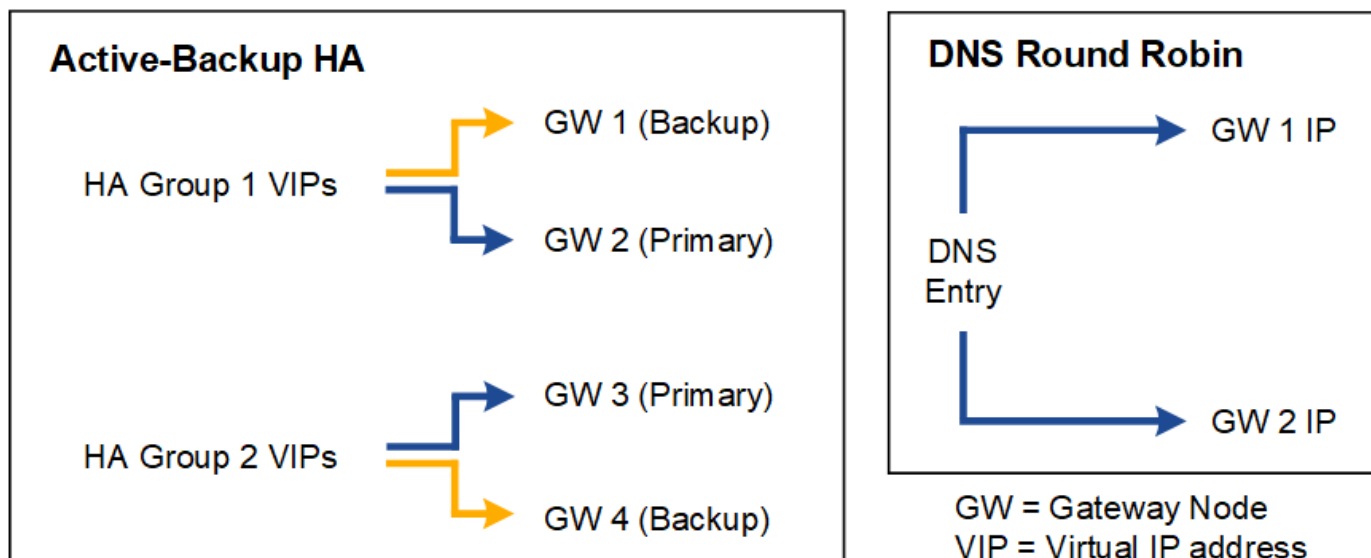 Active-Backup HA
GW 1 (Backup)
HA Group 1 VIPs
GW 2 (Primary)
GW 3 (Primary)
HA Group 2 VIPs
GW 4 (Backup)
DNS Round Robin
GW 1 IP
DNS
Entry
GW 2 IP
GW = Gateway Node
VIP = Virtual IP address